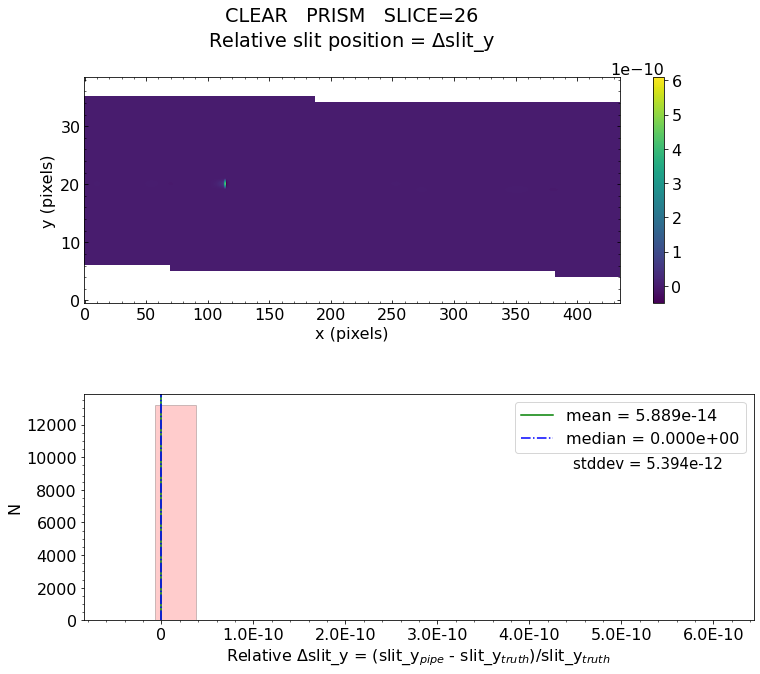 CLEAR   PRISM   SLICE=26
Relative slit position = Δslit_y
1e−10
y (pixels)
30
20
10
0
0 50 100 150 200 250 300 350 400
x (pixels)
6
5
4
3
2
1
0
N
12000
10000
8000
6000
4000
2000
0
mean = 5.889e-14
median = 0.000e+00
stddev = 5.394e-12
0 1.0E-10 2.0E-10 3.0E-10 4.0E-10 5.0E-10 6.0E-10
Relative Δslit_y = (slit_y_pipe - slit_y_truth)/slit_y_truth